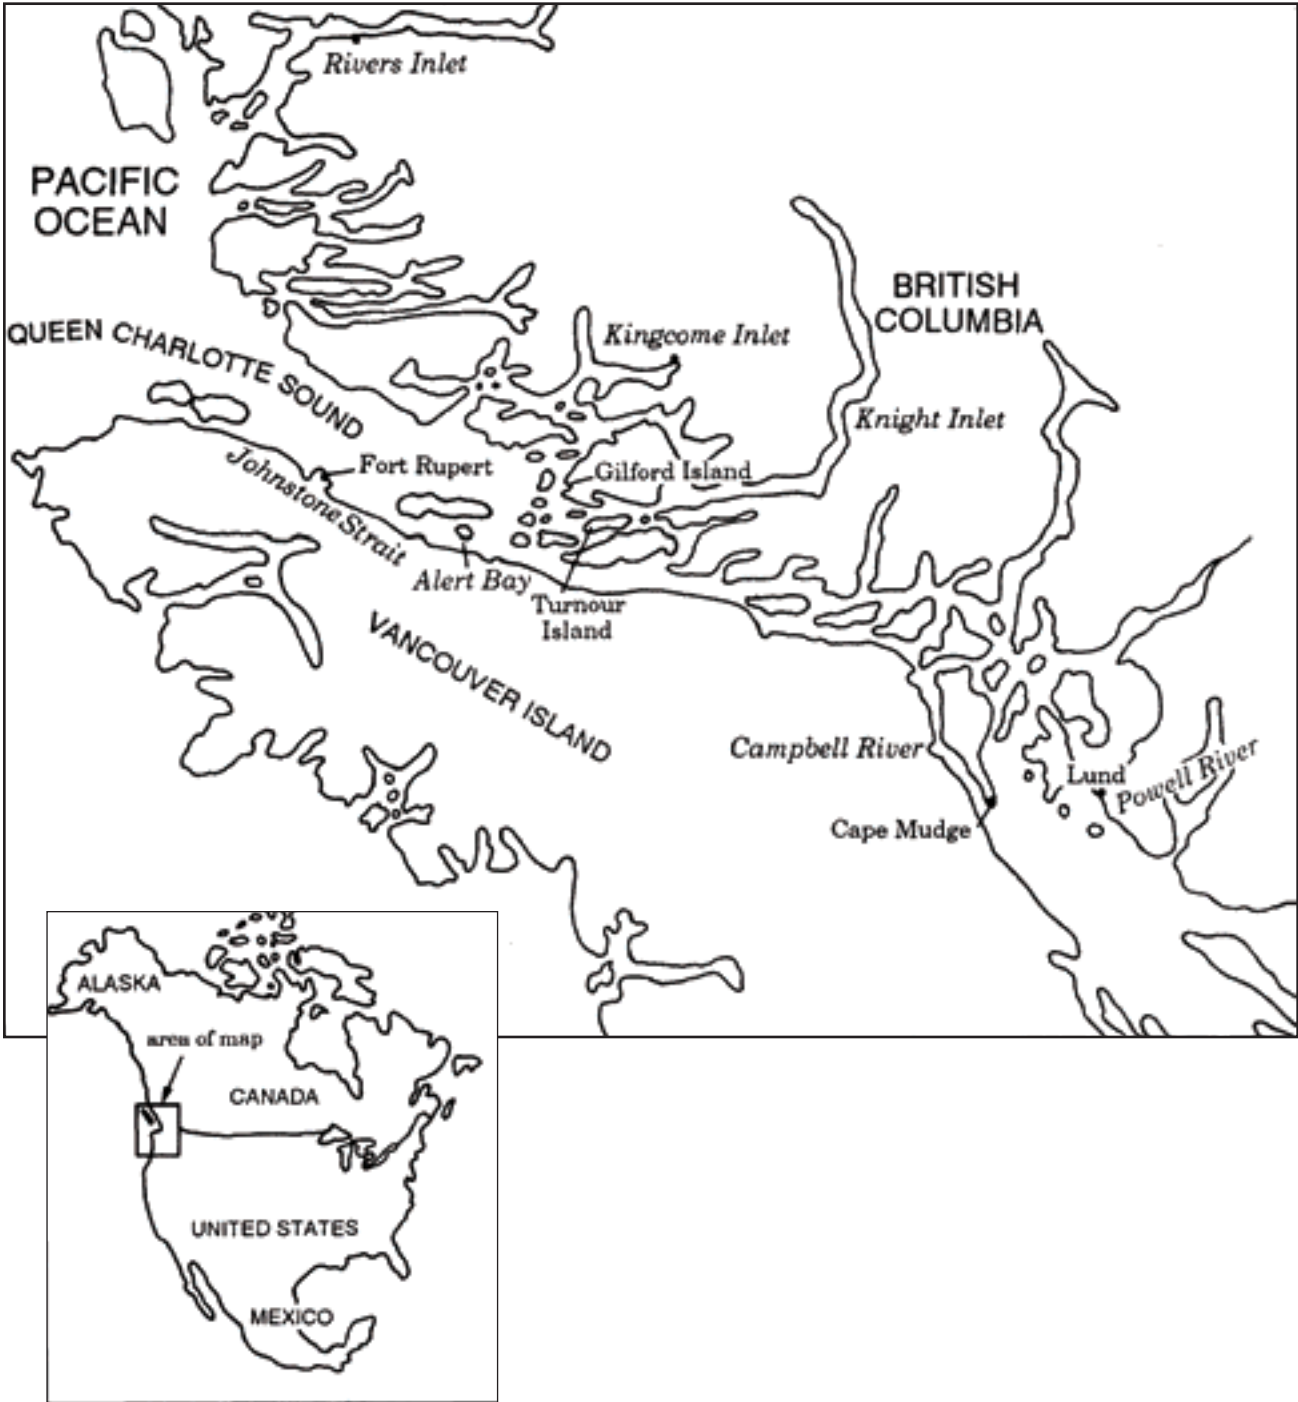 Rivers Inlet
PACIFIC
OCEAN
BRITISH
COLUMBIA
QUEEN CHARLOTTE SOUND
Kingcome Inlet
Knight Inlet
Johnstone Strait
Fort Rupert
Gilford Island
Alert Bay
Turnour
Island
VANCOUVER ISLAND
Campbell River
Lund
Powell River
Cape Mudge
ALASKA
area of map
CANADA
UNITED STATES
MEXICO